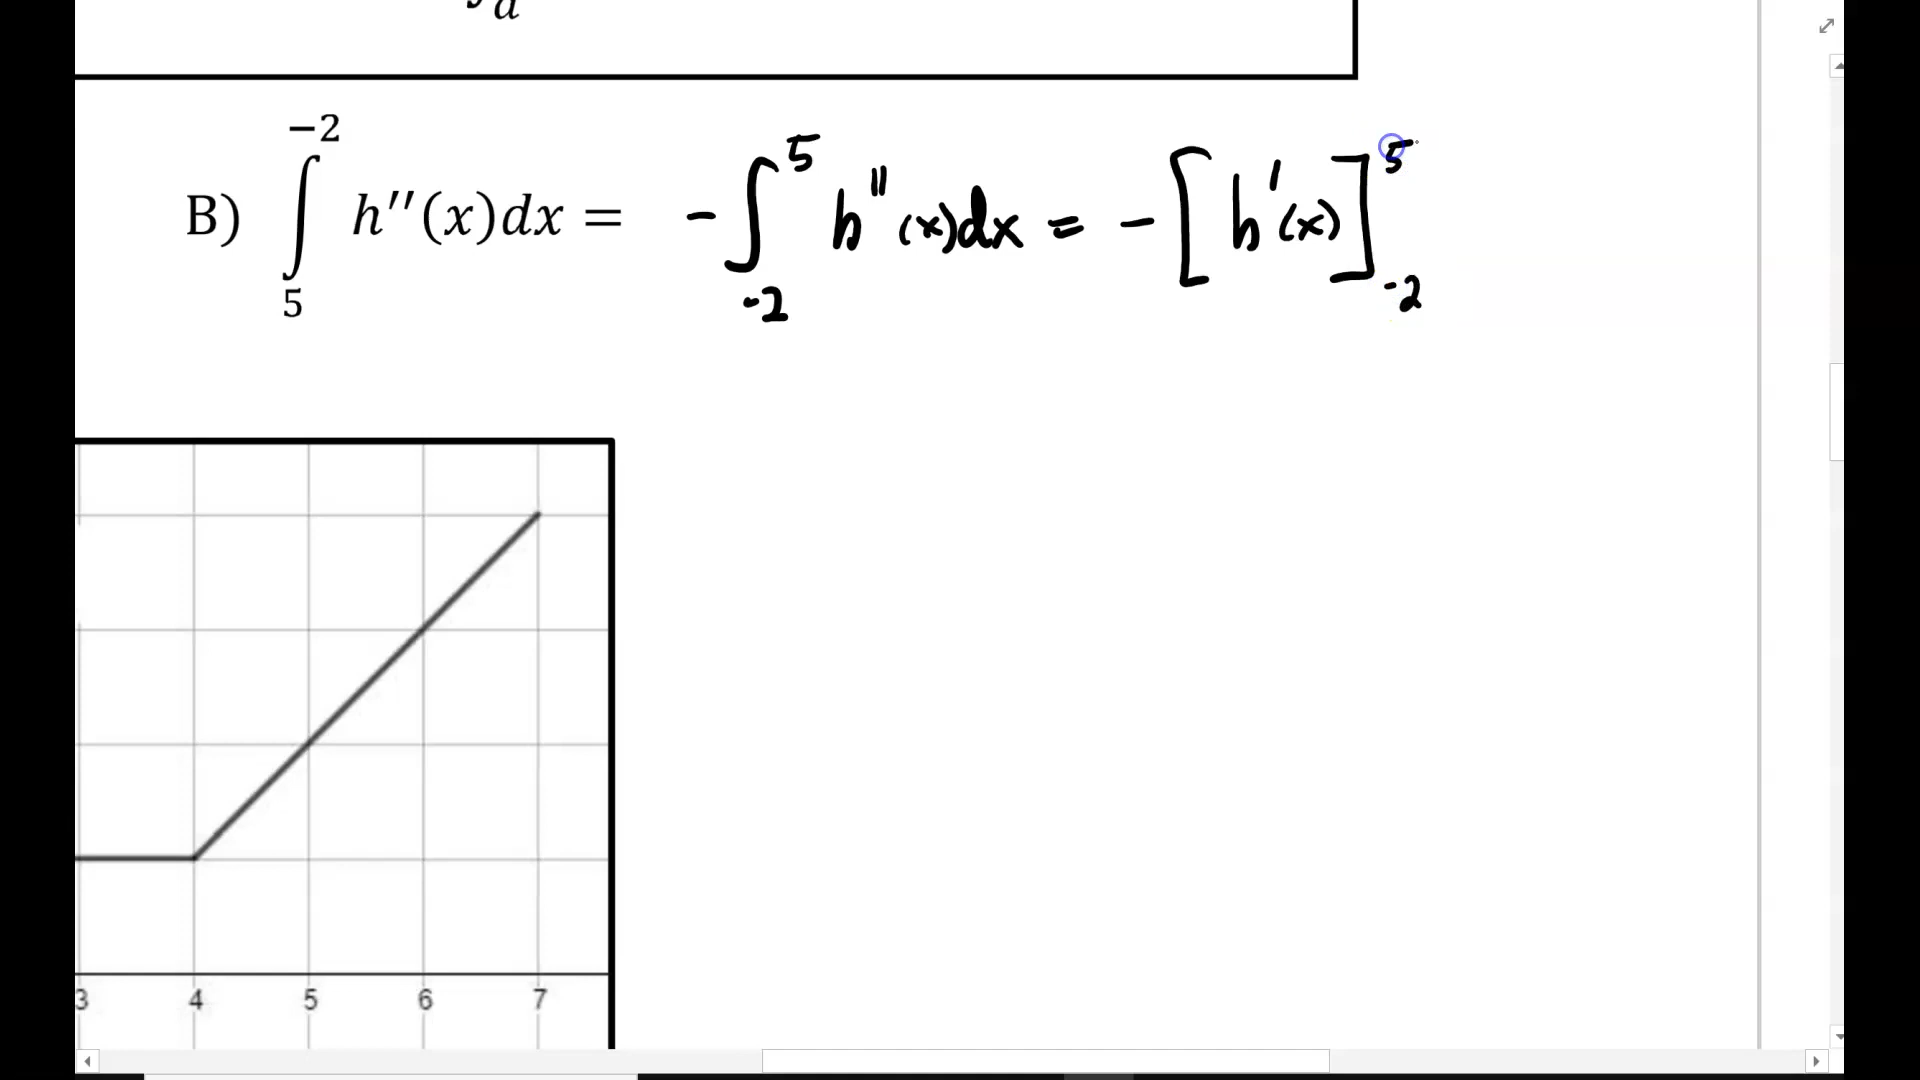 a
B) ∫₅⁻² h′′(x)dx = -∫₋₂⁵ h''(x)dx = -[h'(x)]₋₂⁵
3 4 5 6 7